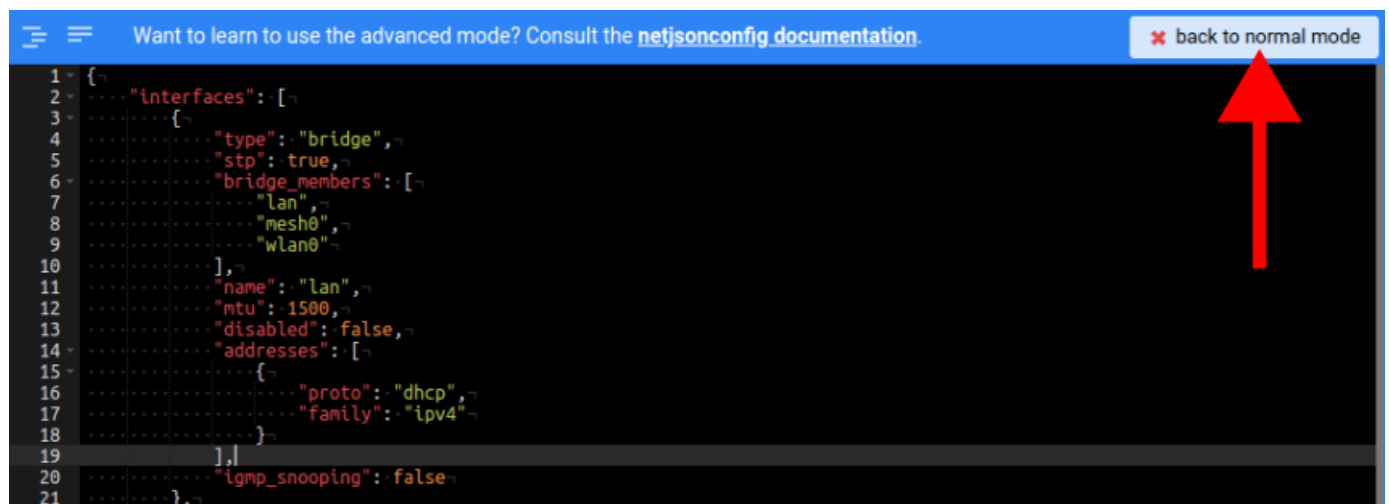 Want to learn to use the advanced mode? Consult the netjsonconfig documentation.
✖ back to normal mode
1 {
2 "interfaces": [
3 {
4 "type": "bridge",
5 "stp": true,
6 "bridge_members": [
7 "lan",
8 "mesh0",
9 "wlan0"
10 ],
11 "name": "lan",
12 "mtu": 1500,
13 "disabled": false,
14 "addresses": [
15 {
16 "proto": "dhcp",
17 "family": "ipv4"
18 }
19 ],
20 "igmp_snooping": false
21 },